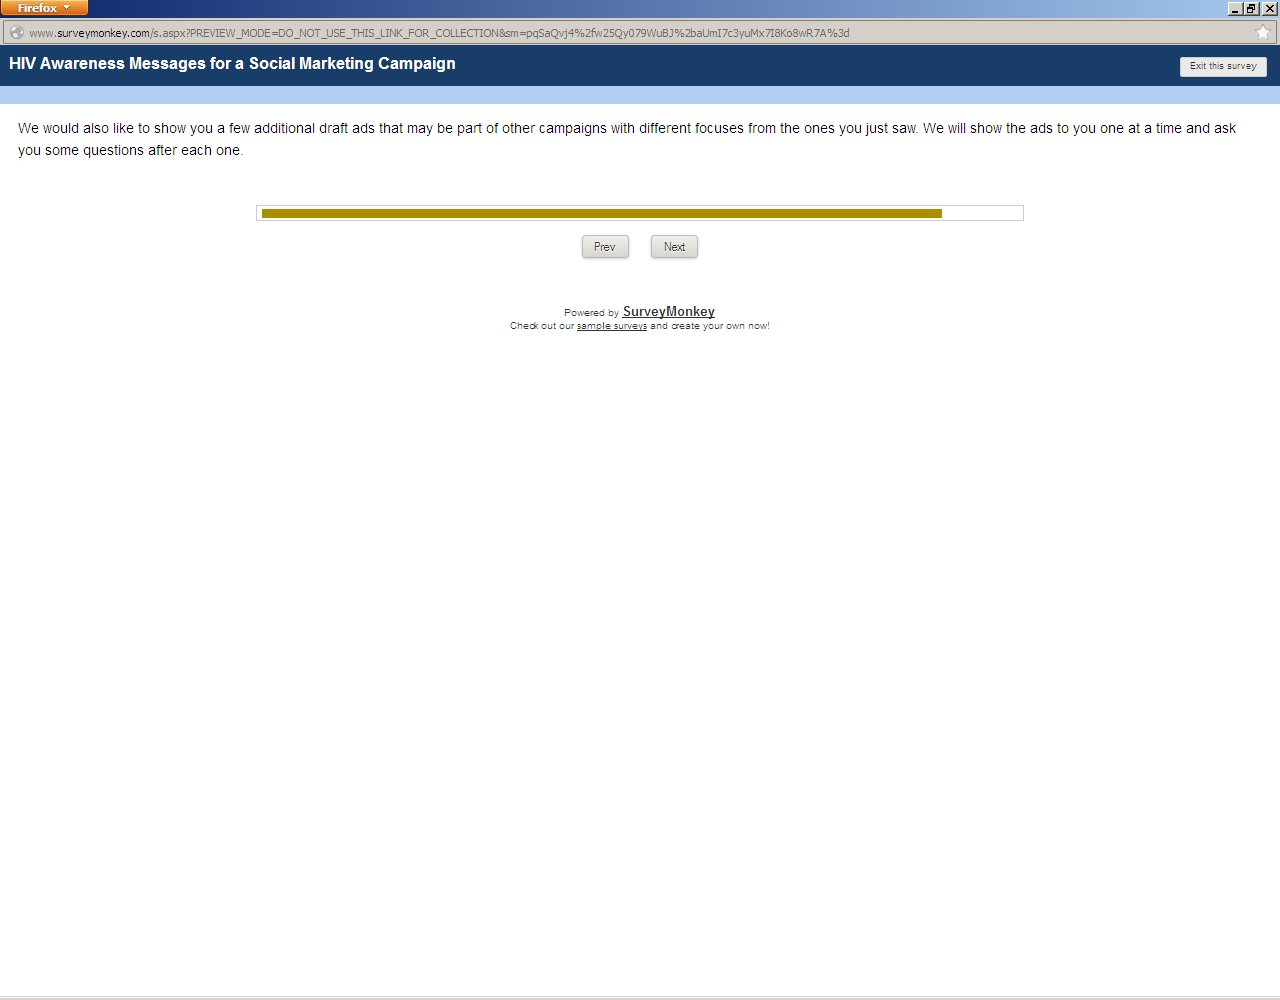 Firefox
www.surveymonkey.com/s.aspx?PREVIEW_MODE=DO_NOT_USE_THIS_LINK_FOR_COLLECTION&sm=pqSaQvj4%2fw25Qy079WuBJ%2baUmI7c3yuMx7I8Ko8wR7A%3d
HIV Awareness Messages for a Social Marketing Campaign
Exit this survey
We would also like to show you a few additional draft ads that may be part of other campaigns with different focuses from the ones you just saw. We will show the ads to you one at a time and ask
you some questions after each one.
Prev Next
Powered by SurveyMonkey
Check out our sample surveys and create your own now!